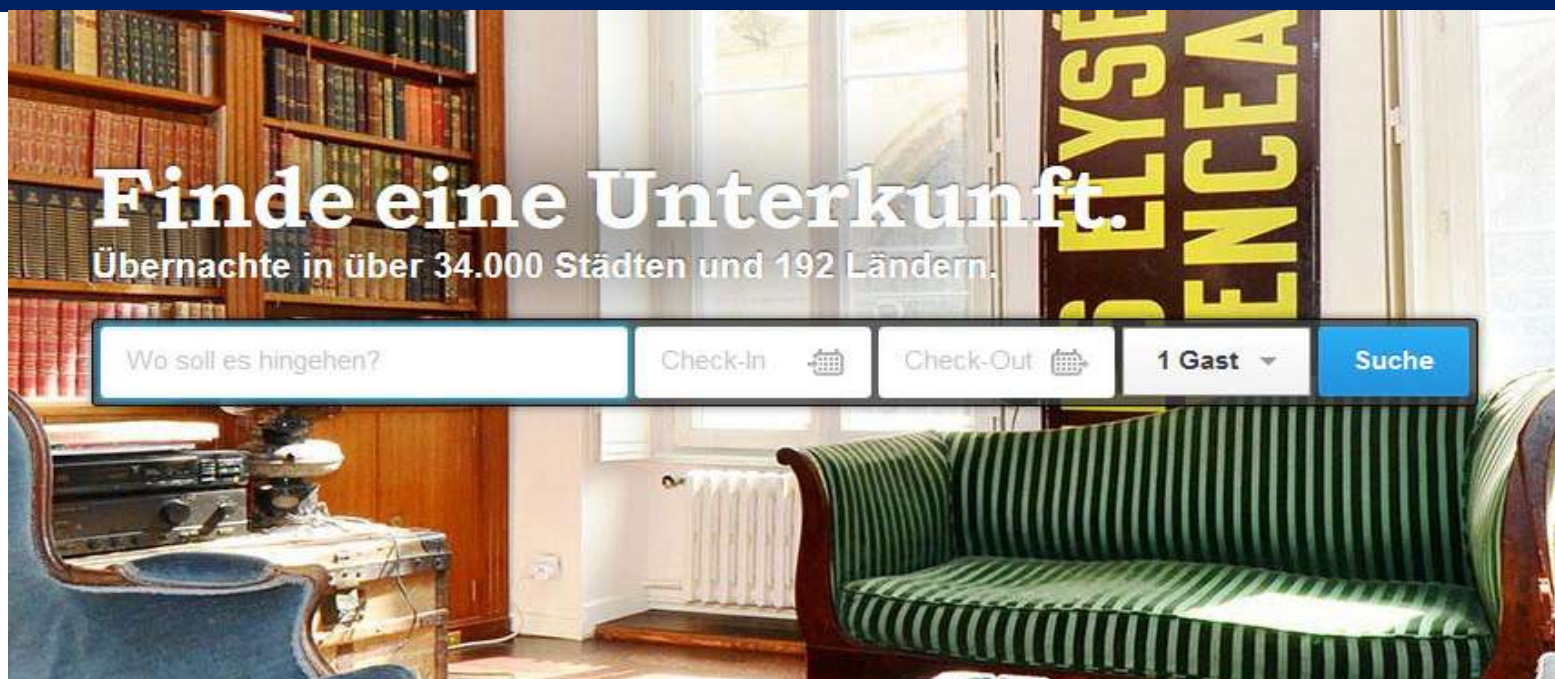 Finde eine Unterkunft.
Übernachte in über 34.000 Städten und 192 Ländern.
Wo soll es hingehen?
Check-In
Check-Out
1 Gast
Suche
ELYSÉ
ENCEA